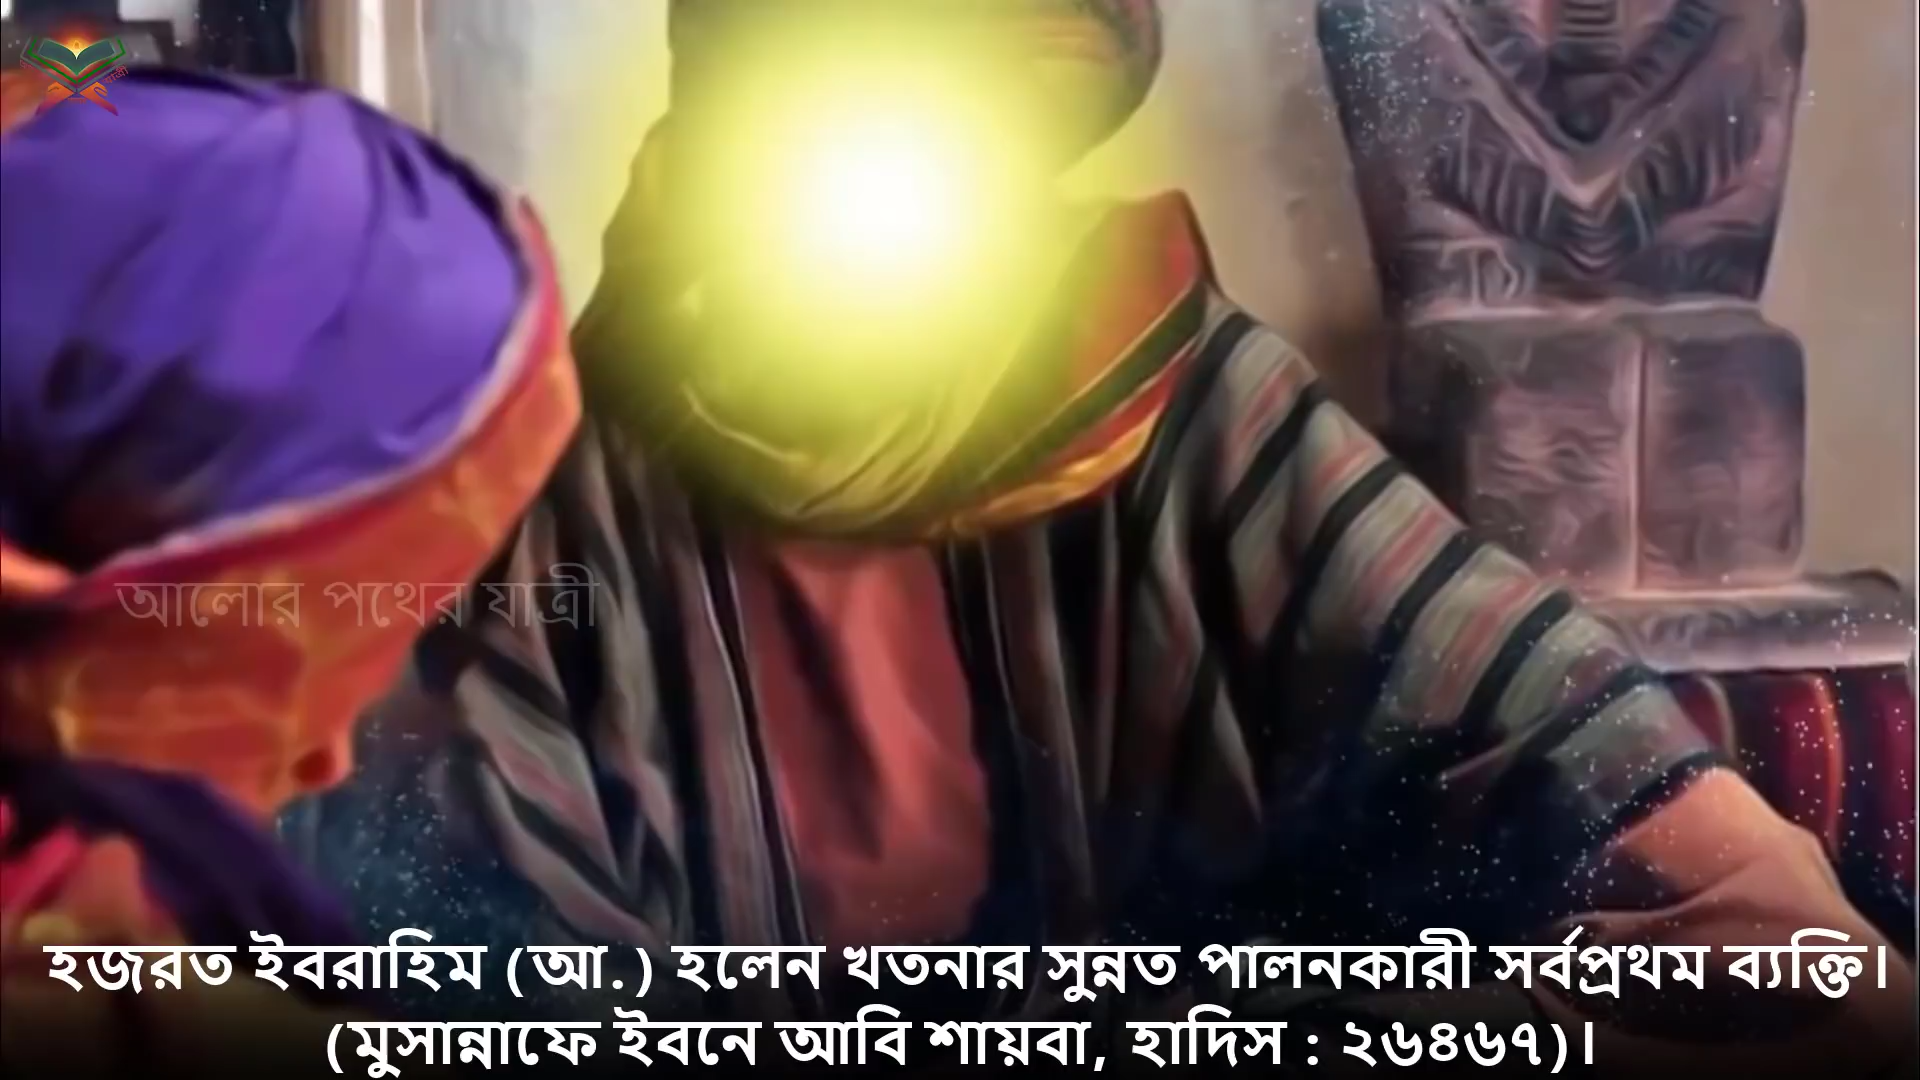 আলোর পথের যাত্রী
হজরত ইবরাহিম (আ.) হলেন খতনার সুন্নত পালনকারী সর্বপ্রথম ব্যক্তি।
(মুসান্নাফে ইবনে আবি শায়বা, হাদিস : ২৬৪৬৭)।